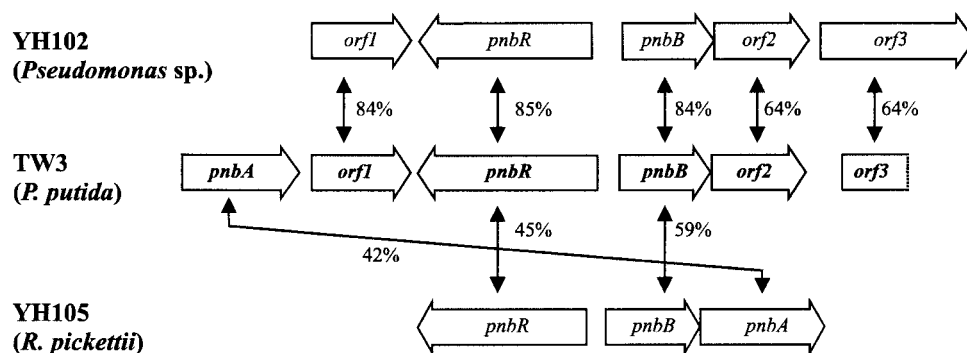 YH102
(Pseudomonas sp.)
orf1 pnbR pnbB orf2 orf3
84% 85% 84% 64% 64%
TW3
(P. putida)
pnbA orf1 pnbR pnbB orf2 orf3
42% 45% 59%
YH105
(R. pickettii)
pnbR pnbB pnbA